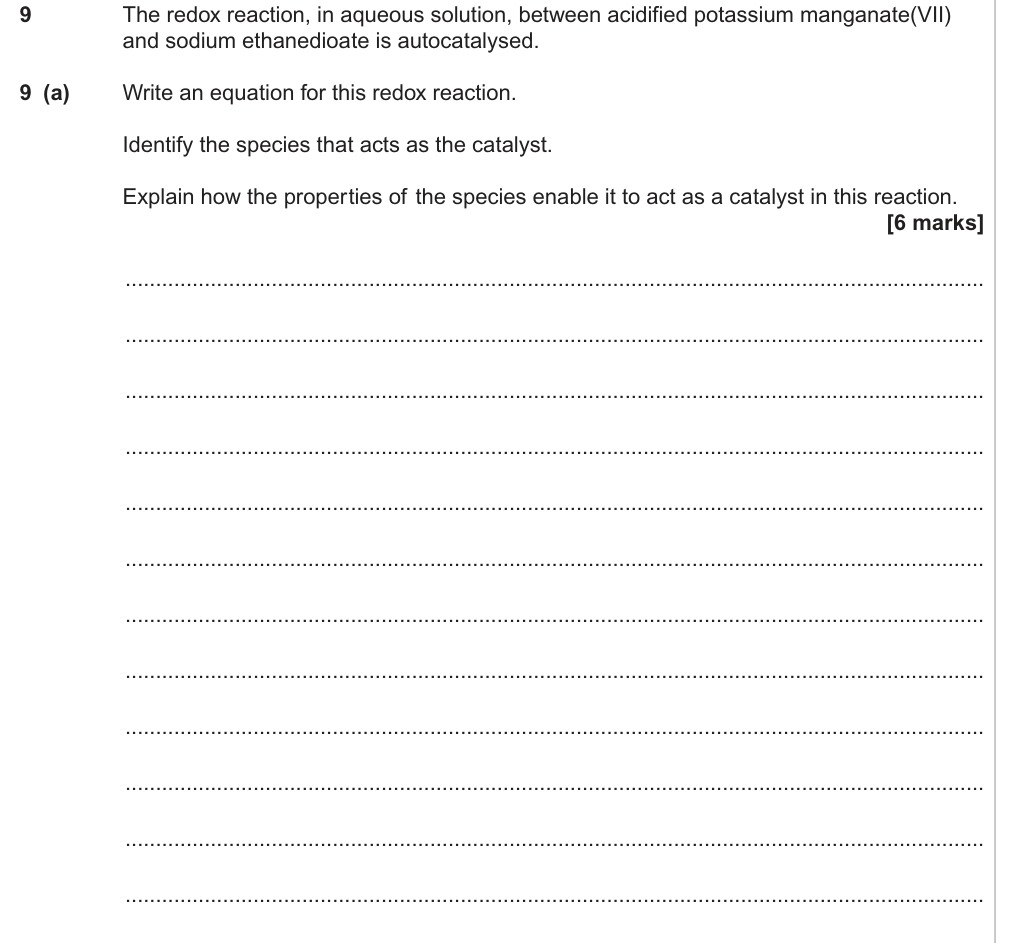 9 The redox reaction, in aqueous solution, between acidified potassium manganate(VII)
and sodium ethanedioate is autocatalysed.
9 (a) Write an equation for this redox reaction.
Identify the species that acts as the catalyst.
Explain how the properties of the species enable it to act as a catalyst in this reaction.
[6 marks]